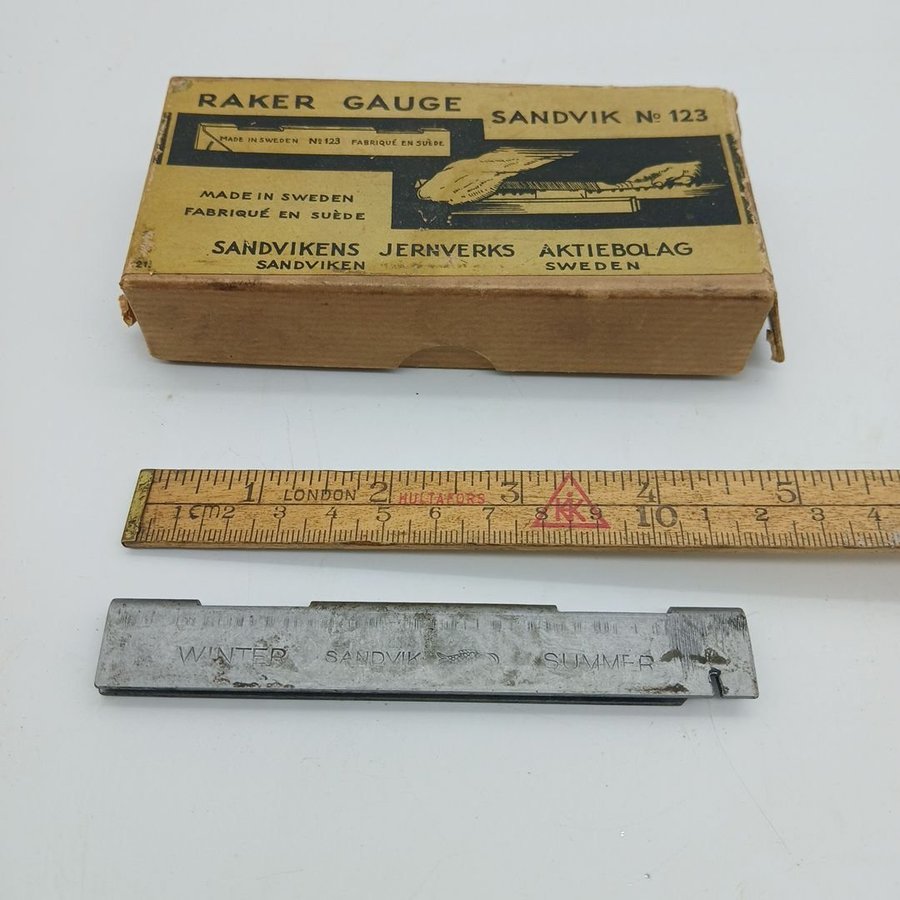 RAKER GAUGE SANDVIK No 123
MADE IN SWEDEN No 123 FABRIQUÉ EN SUÈDE
MADE IN SWEDEN
FABRIQUÉ EN SUÈDE
SANDVIKENS JERNVERKS AKTIEBOLAG
SANDVIKEN SWEDEN
1 LONDON 2 HULTAFORS 3 4 5
1 cm 2 3 4 5 6 7 8 9 10 1 2 3 4
WINTER SANDVIK SUMMER